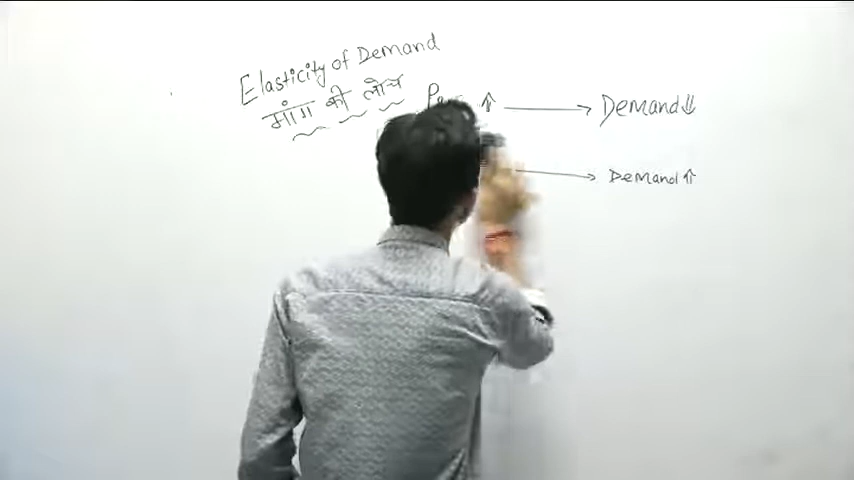 Elasticity of Demand
मांग की लोच
↑ → Demand ⇓
→ Demand ⇑